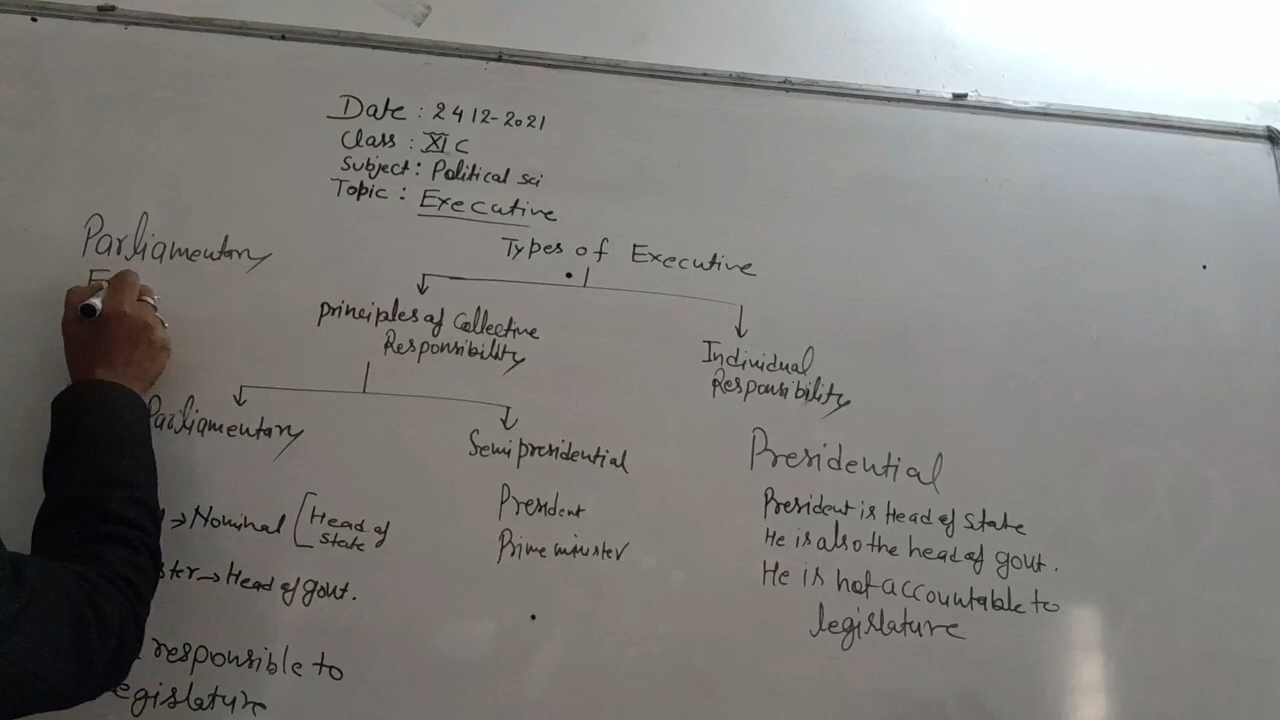 Date : 24 12-2021
Class : XI C
Subject : Political sci
Topic : Executive
Parliamentary
Types of Executive
principles of Collective
Responsibility
Individual
Responsibility
Parliamentary
Semi presidential
Presidential
→Nominal [Head of
state
→ Head of govt.
responsible to
legislature
President
Prime minister
President is Head of state
He is also the head of govt.
He is not accountable to
legislature